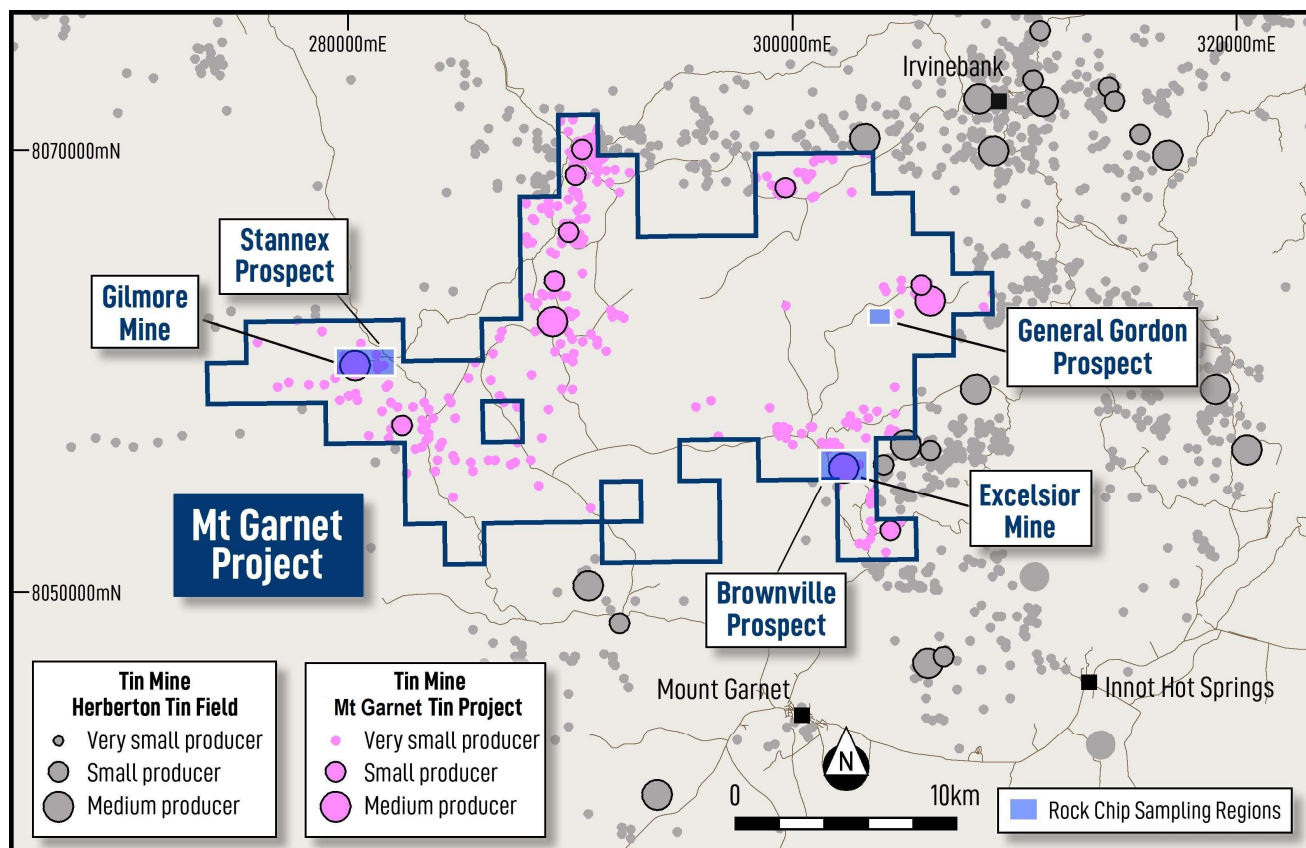 280000mE
300000mE
320000mE
Irvinebank
8070000mN
Stannex
Prospect
Gilmore
Mine
General Gordon
Prospect
Mt Garnet
Project
Excelsior
Mine
Brownville
Prospect
8050000mN
Mount Garnet
Innot Hot Springs
Tin Mine
Herberton Tin Field
Very small producer
Small producer
Medium producer
Tin Mine
Mt Garnet Tin Project
Very small producer
Small producer
Medium producer
N
0 10km
Rock Chip Sampling Regions